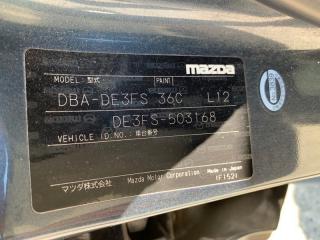 mazda
MODEL: 型式 PAINT
DBA-DE3FS 36C L12
DE3FS-503168
VEHICLE ID.NO.: 車台番号
マツダ株式会社 Mazda Motor Corporation Made in Japan
(F152)